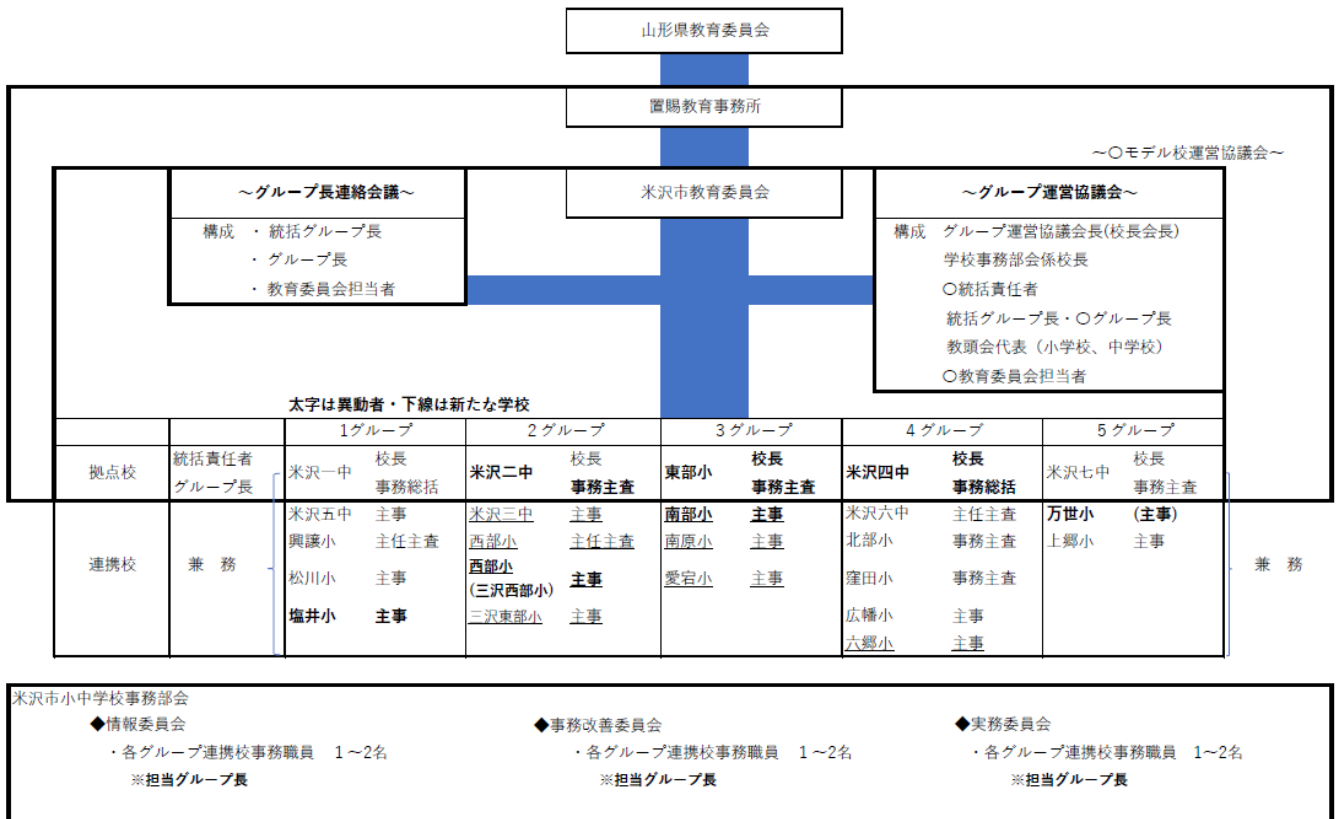 山形県教育委員会
置賜教育事務所
～〇モデル校運営協議会～
～グループ長連絡会議～
構成 ・ 統括グループ長
・ グループ長
・ 教育委員会担当者
米沢市教育委員会
～グループ運営協議会～
構成 グループ運営協議会長(校長会長)
学校事務部会係校長
〇統括責任者
統括グループ長・〇グループ長
教頭会代表（小学校、中学校）
〇教育委員会担当者
太字は異動者・下線は新たな学校
1グループ 2グループ 3グループ 4グループ 5グループ
拠点校 統括責任者 米沢一中 校長 米沢二中 校長 東部小 校長 米沢四中 校長 米沢七中 校長
グループ長 事務総括 事務主査 事務主査 事務総括 事務主査
米沢五中 主事 米沢三中 主事 南部小 主事 米沢六中 主任主査 万世小 (主事)
興譲小 主任主査 西部小 主任主査 南原小 主事 北部小 事務主査 上郷小 主事
連携校 兼 務 松川小 主事 西部小 (三沢西部小) 主事 愛宕小 主事 窪田小 事務主査 兼 務
塩井小 主事 三沢東部小 主事 広幡小 主事
六郷小 主事
米沢市小中学校事務部会
◆情報委員会 ◆事務改善委員会 ◆実務委員会
・各グループ連携校事務職員 1～2名 ・各グループ連携校事務職員 1～2名 ・各グループ連携校事務職員 1～2名
※担当グループ長 ※担当グループ長 ※担当グループ長